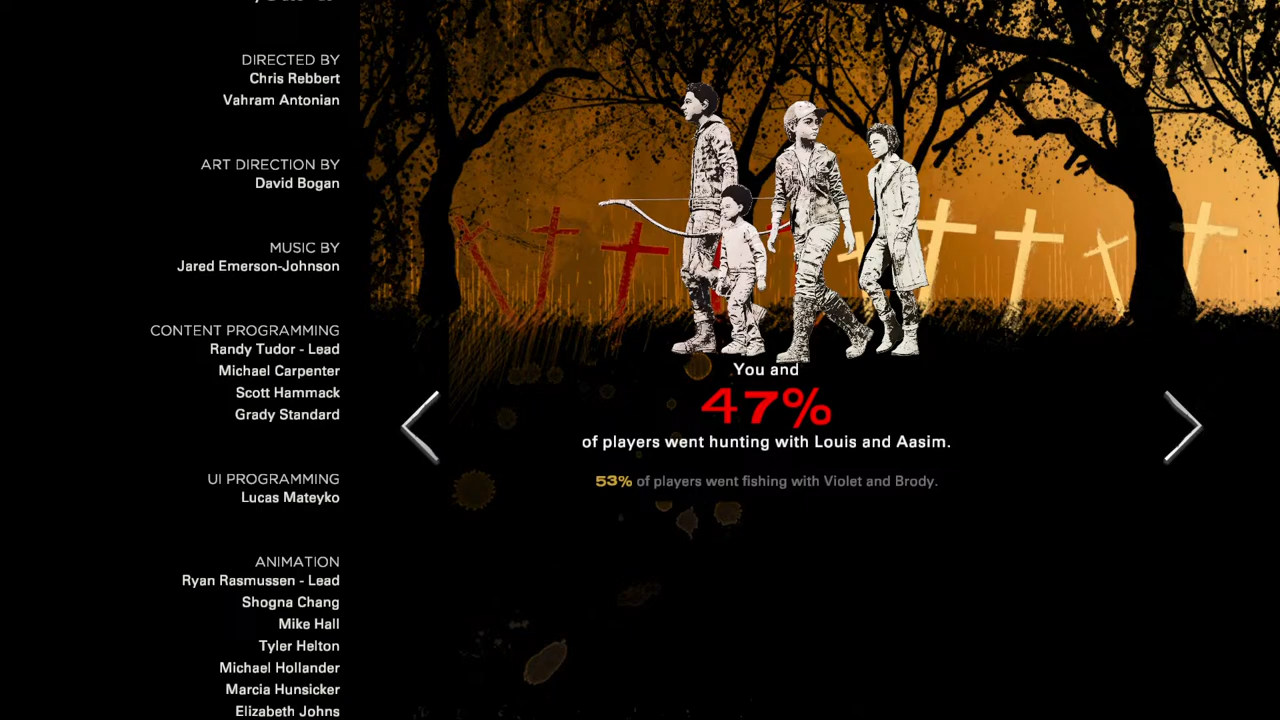 DIRECTED BY
Chris Rebbert
Vahram Antonian
ART DIRECTION BY
David Bogan
MUSIC BY
Jared Emerson-Johnson
CONTENT PROGRAMMING
Randy Tudor - Lead
Michael Carpenter
Scott Hammack
Grady Standard
UI PROGRAMMING
Lucas Mateyko
ANIMATION
Ryan Rasmussen - Lead
Shogna Chang
Mike Hall
Tyler Helton
Michael Hollander
Marcia Hunsicker
Elizabeth Johns
You and
47%
of players went hunting with Louis and Aasim.
53% of players went fishing with Violet and Brody.